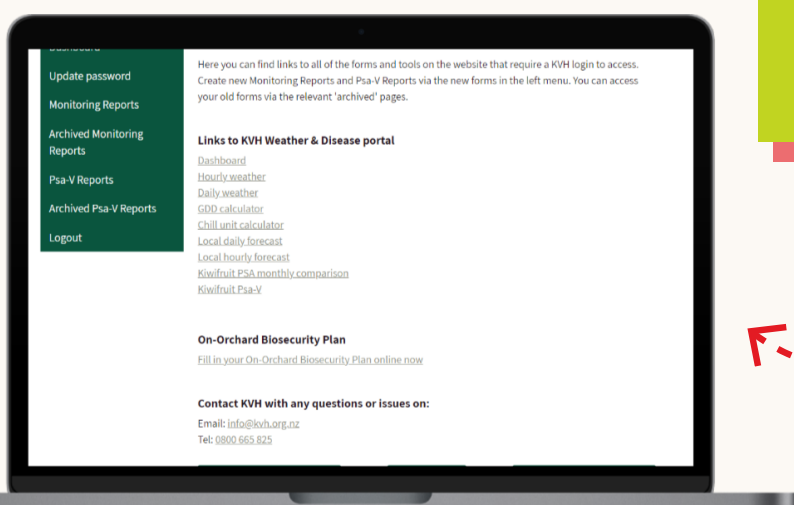 Dashboard
Update password
Monitoring Reports
Archived Monitoring
Reports
Psa-V Reports
Archived Psa-V Reports
Logout
Here you can find links to all of the forms and tools on the website that require a KVH login to access.
Create new Monitoring Reports and Psa-V Reports via the new forms in the left menu. You can access
your old forms via the relevant 'archived' pages.
Links to KVH Weather & Disease portal
Dashboard
Hourly weather
Daily weather
GDD calculator
Chill unit calculator
Local daily forecast
Local hourly forecast
Kiwifruit PSA monthly comparison
Kiwifruit Psa-V
On-Orchard Biosecurity Plan
Fill in your On-Orchard Biosecurity Plan online now
Contact KVH with any questions or issues on:
Email: info@kvh.org.nz
Tel: 0800 665 825